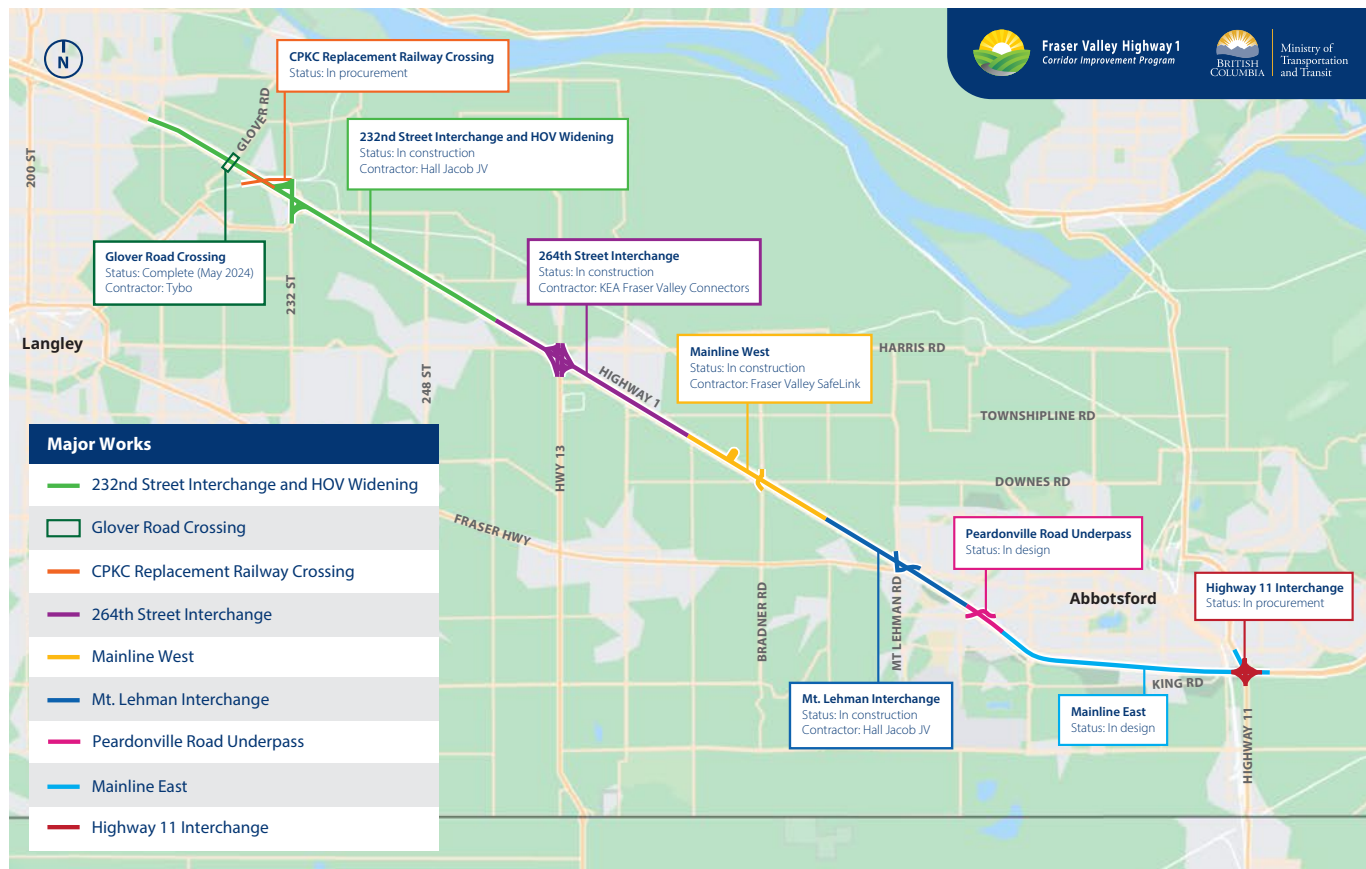 N
Fraser Valley Highway 1
Corridor Improvement Program
BRITISH
COLUMBIA
Ministry of
Transportation
and Transit
CPKC Replacement Railway Crossing
Status: In procurement
GLOVER RD
232nd Street Interchange and HOV Widening
Status: In construction
Contractor: Hall Jacob JV
200 ST
Glover Road Crossing
Status: Complete (May 2024)
Contractor: Tybo
232 ST
264th Street Interchange
Status: In construction
Contractor: KEA Fraser Valley Connectors
Langley
248 ST
HIGHWAY 1
Mainline West
Status: In construction
Contractor: Fraser Valley SafeLink
HARRIS RD
TOWNSHIPLINE RD
HWY 13
DOWNES RD
FRASER HWY
Peardonville Road Underpass
Status: In design
Abbotsford
Highway 11 Interchange
Status: In procurement
BRADNER RD
MT LEHMAN RD
KING RD
Mt. Lehman Interchange
Status: In construction
Contractor: Hall Jacob JV
Mainline East
Status: In design
HIGHWAY 11
Major Works
232nd Street Interchange and HOV Widening
Glover Road Crossing
CPKC Replacement Railway Crossing
264th Street Interchange
Mainline West
Mt. Lehman Interchange
Peardonville Road Underpass
Mainline East
Highway 11 Interchange